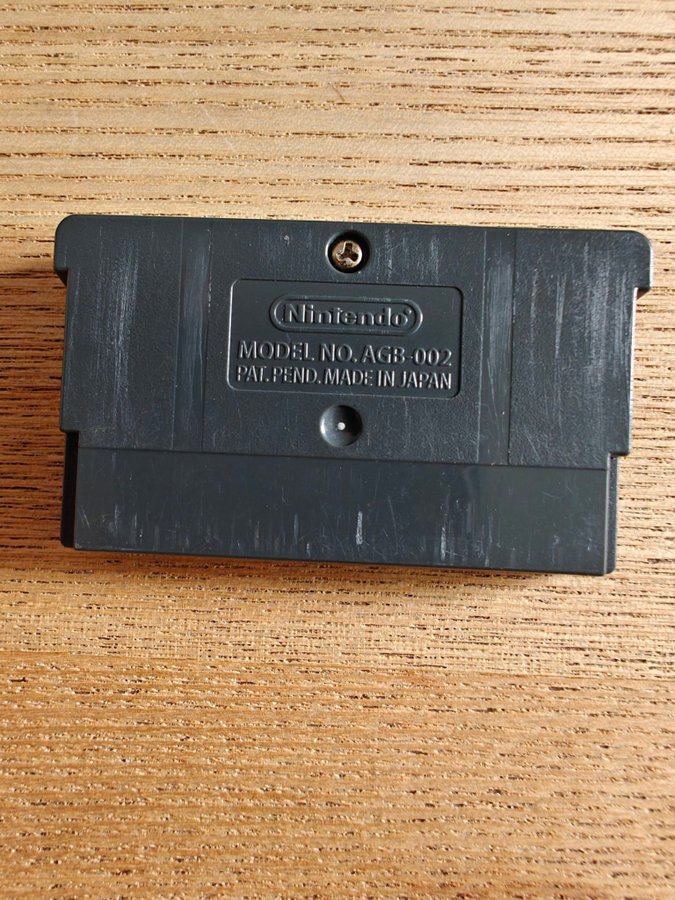 Nintendo
MODEL NO. AGB-002
PAT. PEND. MADE IN JAPAN